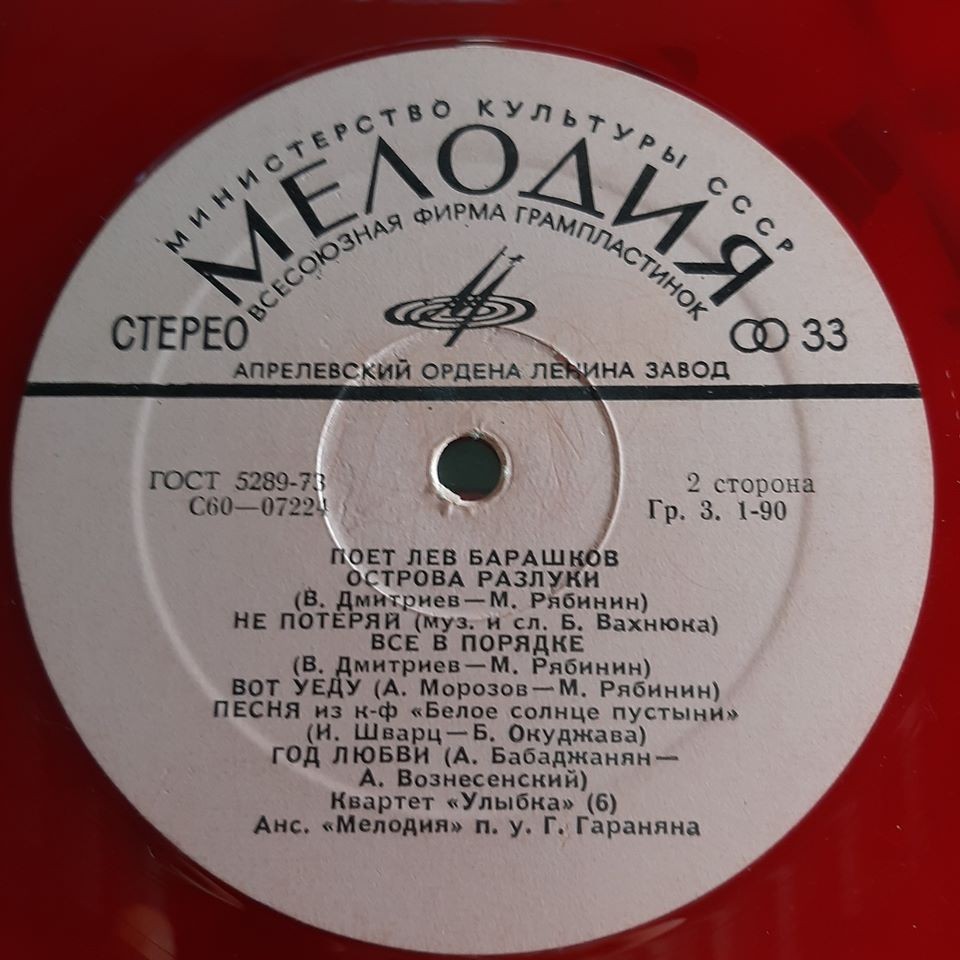 МИНИСТЕРСТВО КУЛЬТУРЫ СССР
МЕЛОДИЯ
ВСЕСОЮЗНАЯ ФИРМА ГРАМПЛАСТИНОК
СТЕРЕО
33
АПРЕЛЕВСКИЙ ОРДЕНА ЛЕНИНА ЗАВОД
ГОСТ 5289-73
2 сторона
С60—07224
Гр. 3. 1-90
ПОЕТ ЛЕВ БАРАШКОВ
ОСТРОВА РАЗЛУКИ
(В. Дмитриев—М. Рябинин)
НЕ ПОТЕРЯЙ (муз. и сл. Б. Вахнюка)
ВСЕ В ПОРЯДКЕ
(В. Дмитриев—М. Рябинин)
ВОТ УЕДУ (А. Морозов—М. Рябинин)
ПЕСНЯ из к-ф «Белое солнце пустыни»
(И. Шварц—Б. Окуджава)
ГОД ЛЮБВИ (А. Бабаджанян—
А. Вознесенский)
Квартет «Улыбка» (6)
Анс. «Мелодия» п. у. Г. Гараняна